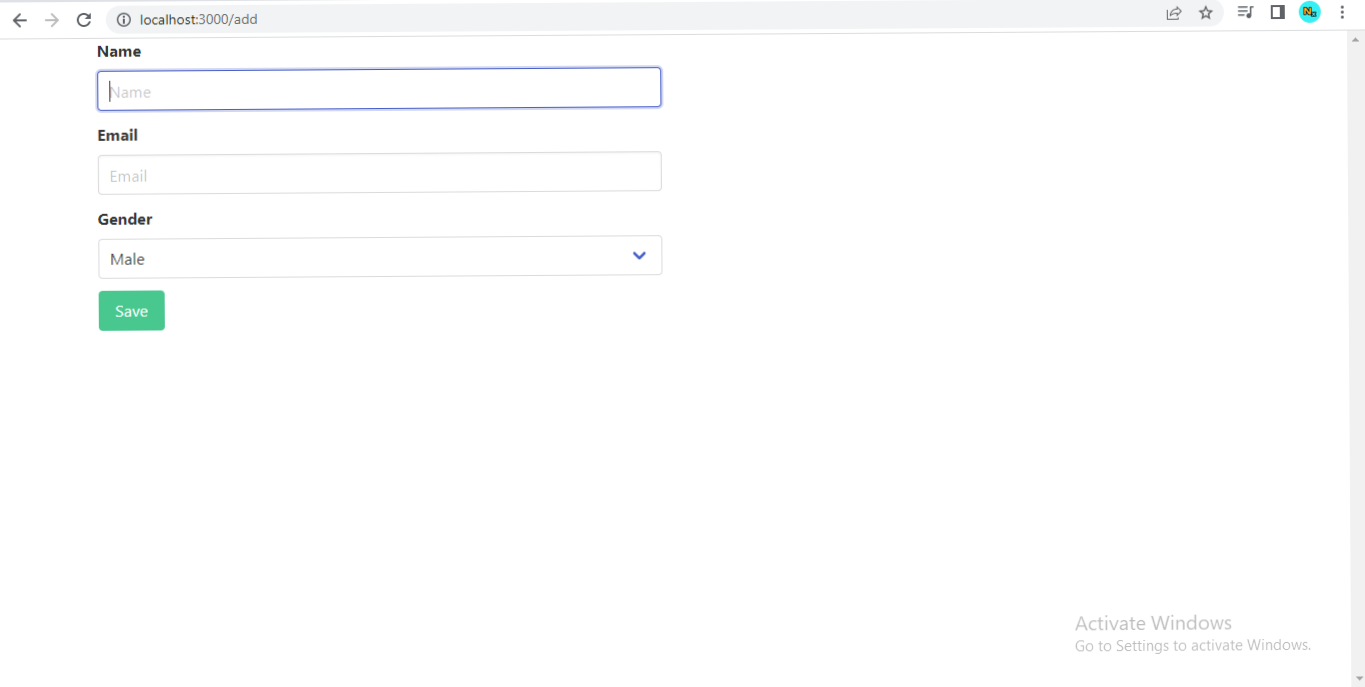 localhost:3000/add
Name
Name
Email
Email
Gender
Male
Save
Activate Windows
Go to Settings to activate Windows.